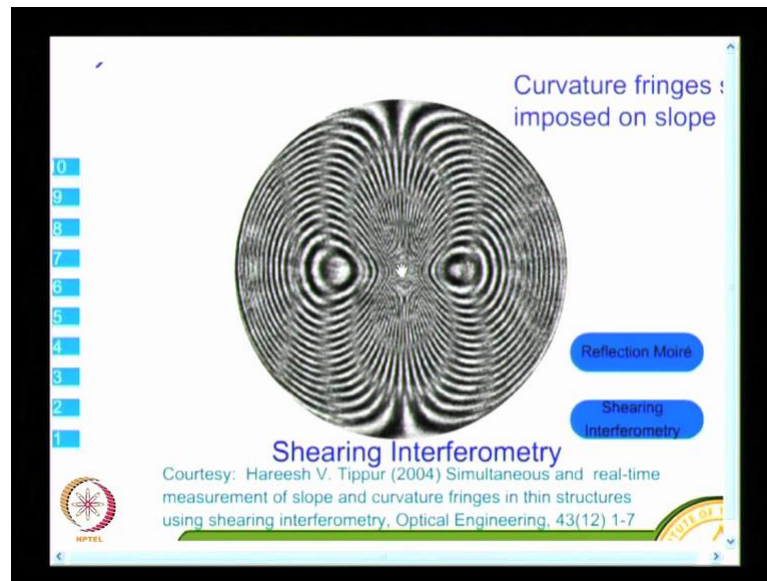 Curvature fringes
imposed on slope
0
9
8
7
6
5
4
3
2
1
Reflection Moiré
Shearing
Interferometry
Shearing Interferometry
Courtesy: Hareesh V. Tippur (2004) Simultaneous and real-time
measurement of slope and curvature fringes in thin structures
using shearing interferometry, Optical Engineering, 43(12) 1-7
NPTEL